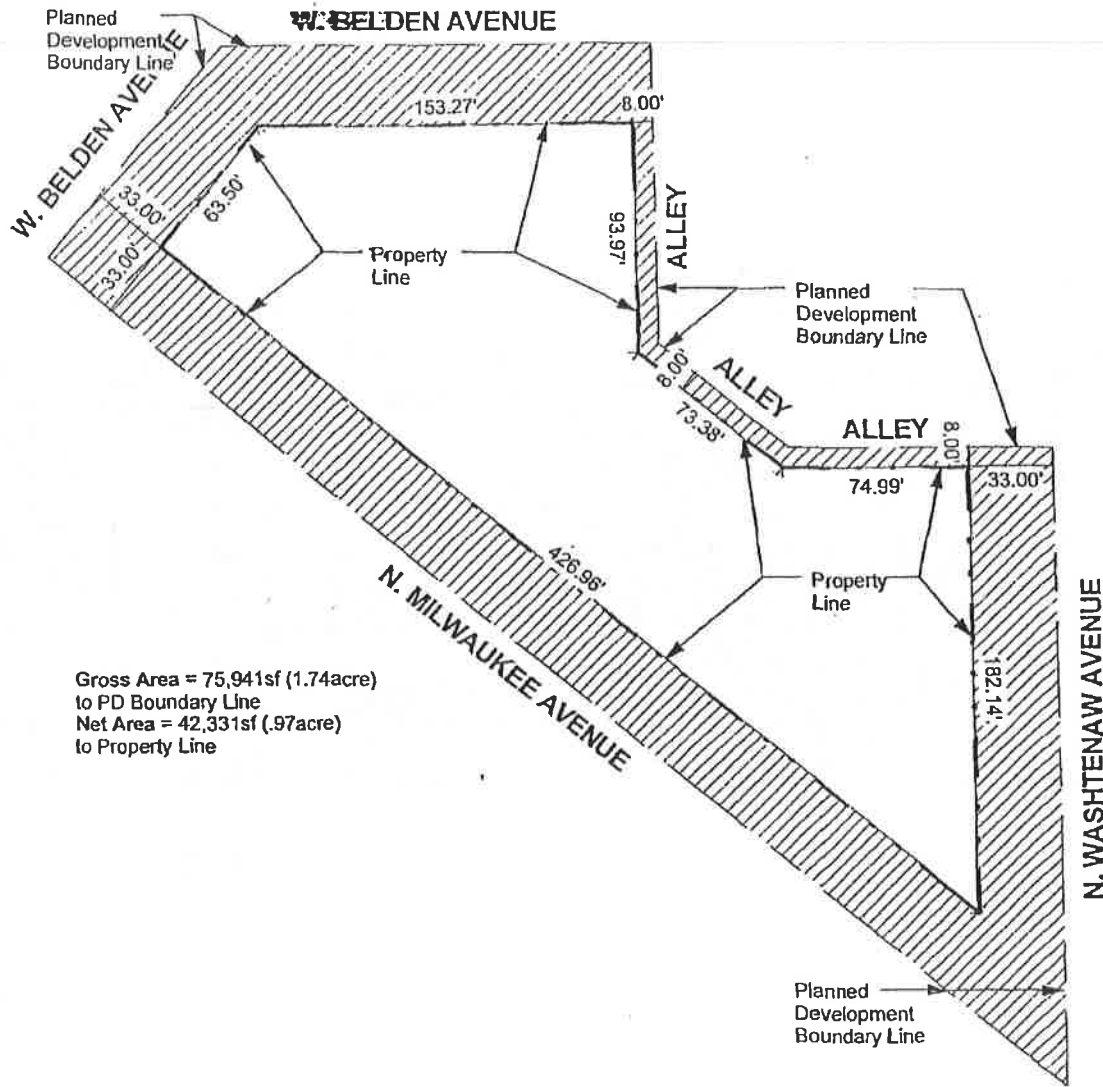 Planned
Development
Boundary Line
W. BELDEN AVENUE
W. BELDEN AVENUE
153.27'
8.00'
33.00'
63.50'
33.00'
93.97'
ALLEY
Property
Line
Planned
Development
Boundary Line
8.00'
ALLEY
73.38'
ALLEY
8.00'
74.99'
33.00'
426.96'
N. MILWAUKEE AVENUE
Property
Line
182.14'
N. WASHTENAW AVENUE
Gross Area = 75,941sf (1.74acre)
to PD Boundary Line
Net Area = 42,331sf (.97acre)
to Property Line
Planned
Development
Boundary Line